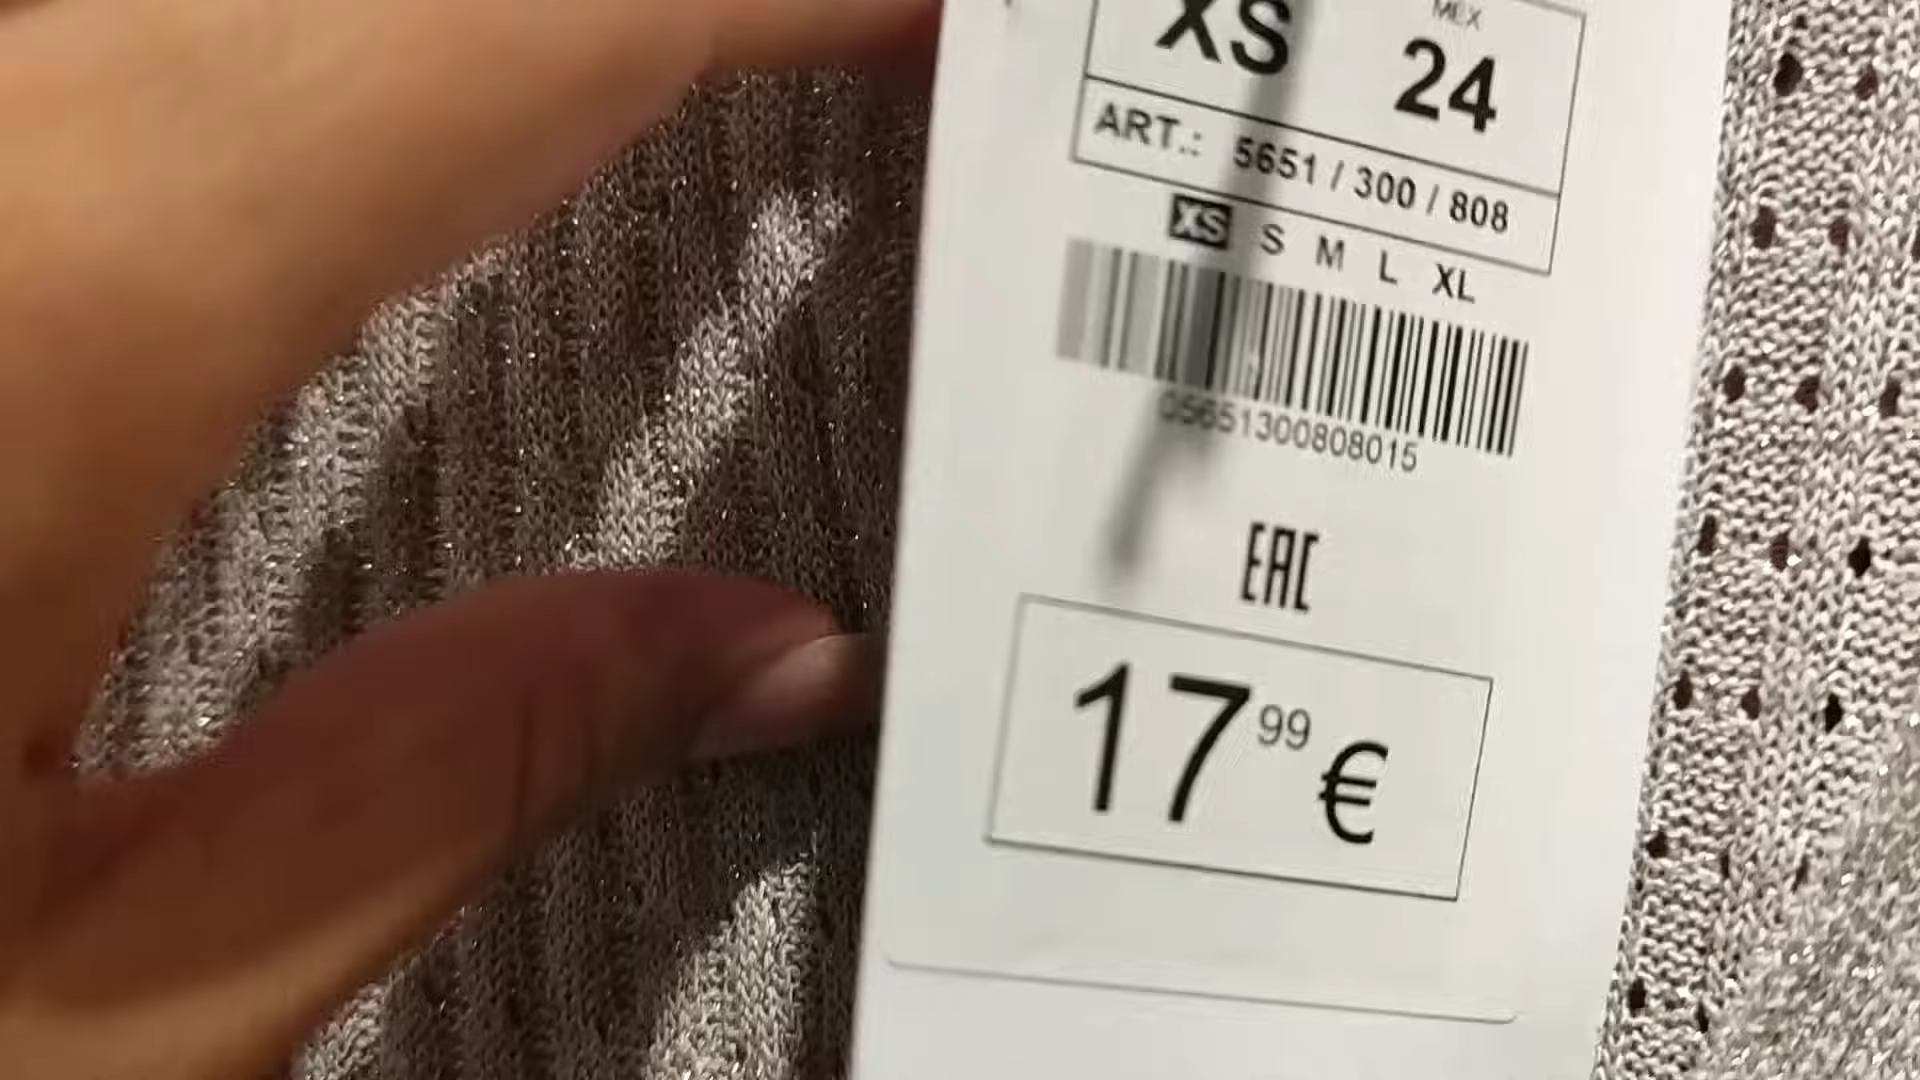 MEX
XS 24
ART.: 5651 / 300 / 808
XS S M L XL
05651300808015
EAC
17 99 €